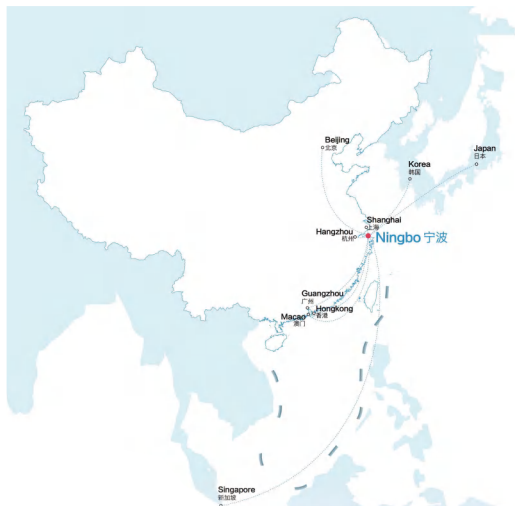 Beijing
北京
Japan
日本
Korea
韩国
Shanghai
上海
Hangzhou
杭州
Ningbo 宁波
Guangzhou
广州
Hongkong
香港
Macao
澳门
Singapore
新加坡